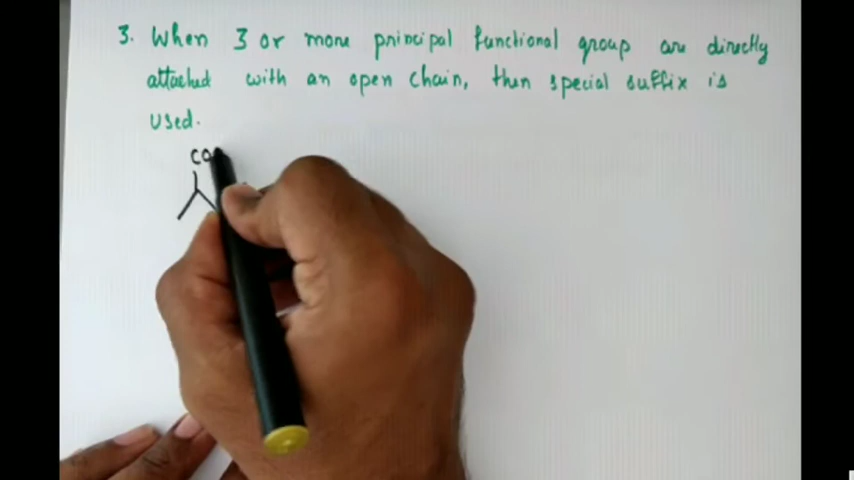 3. When 3 or more principal functional group are directly
attached with an open chain, then special suffix is
used.
CO